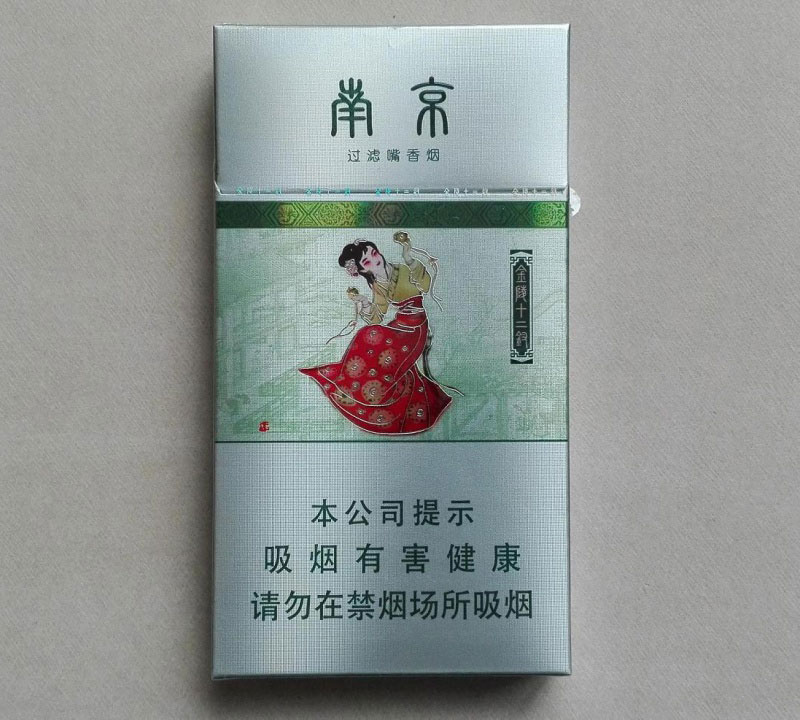 南京
过滤嘴香烟
金陵十二钗
本公司提示
吸烟有害健康
请勿在禁烟场所吸烟